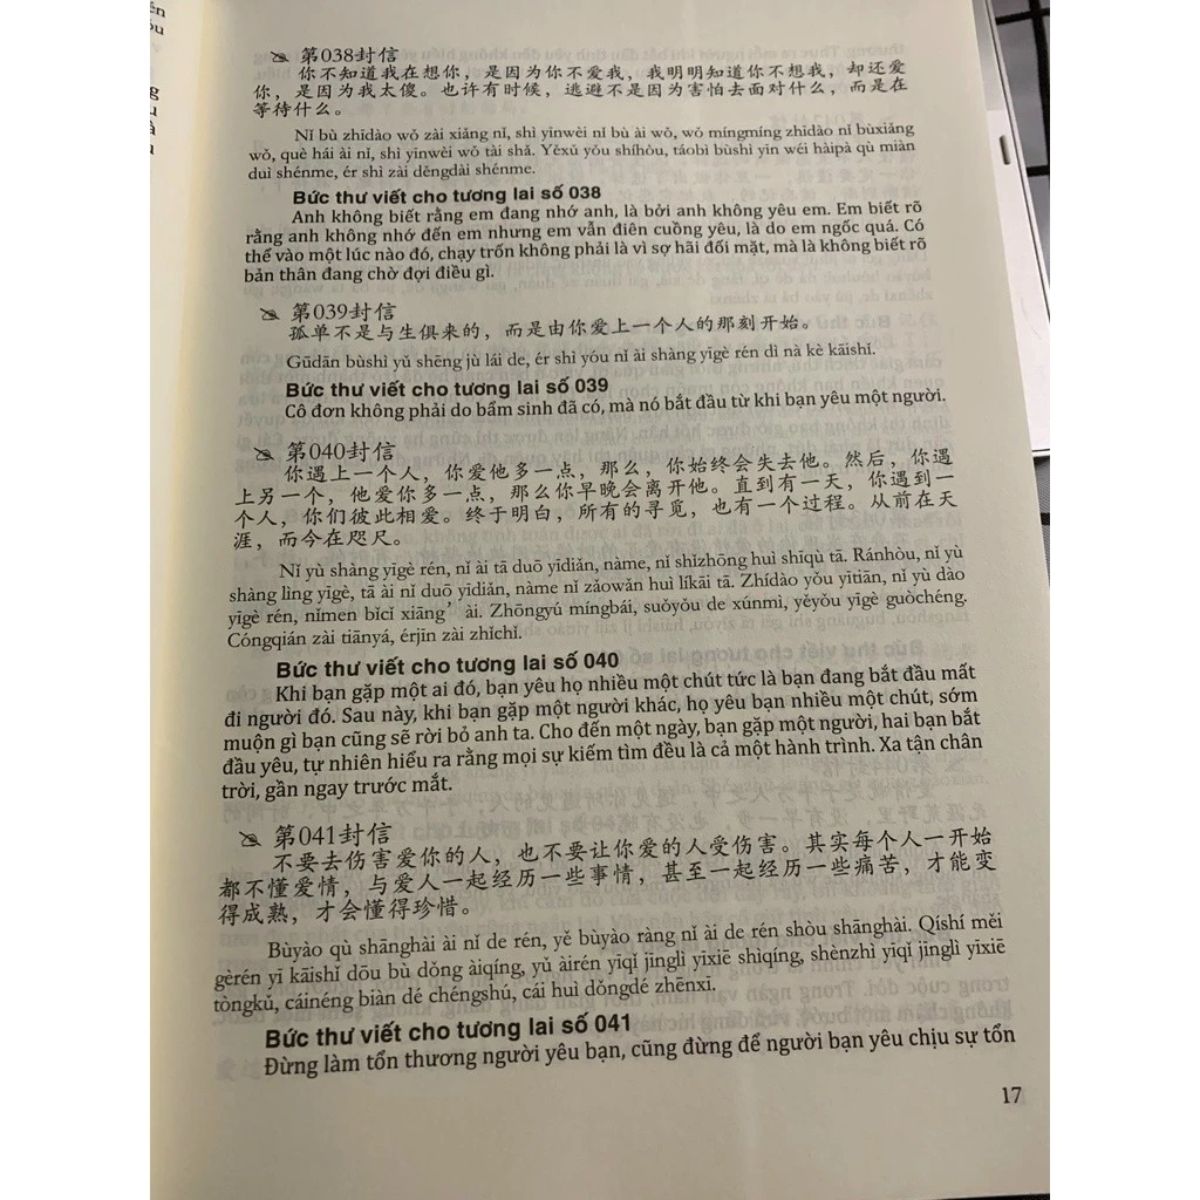 第038封信
你不知道我在想你，是因为你不爱我，我明明知道你不想我，却还爱
你，是因为我太傻。也许有时候，逃避不是因为害怕去面对什么，而是在
等待什么。
Nǐ bù zhīdào wǒ zài xiǎng nǐ, shì yīnwèi nǐ bù ài wǒ, wǒ míngmíng zhīdào nǐ bùxiǎng
wǒ, què hái ài nǐ, shì yīnwèi wǒ tài shǎ. Yěxǔ yǒu shíhòu, táobì bùshì yīn wéi hàipà qù miàn
duì shénme, ér shì zài děngdài shénme.
Bức thư viết cho tương lai số 038
Anh không biết rằng em đang nhớ anh, là bởi anh không yêu em. Em biết rõ
rằng anh không nhớ đến em nhưng em vẫn điên cuồng yêu, là do em ngốc quá. Có
thể vào một lúc nào đó, chạy trốn không phải là vì sợ hãi đối mặt, mà là không biết rõ
bản thân đang chờ đợi điều gì.
第039封信
孤单不是与生俱来的，而是由你爱上一个人的那刻开始。
Gūdān bùshì yǔ shēng jù lái de, ér shì yóu nǐ ài shàng yīgè rén dì nà kè kāishǐ.
Bức thư viết cho tương lai số 039
Cô đơn không phải do bẩm sinh đã có, mà nó bắt đầu từ khi bạn yêu một người.
第040封信
你遇上一个人，你爱他多一点，那么，你始终会失去他。然后，你遇
上另一个，他爱你多一点，那么你早晚会离开他。直到有一天，你遇到一
个人，你们彼此相爱。终于明白，所有的寻觅，也有一个过程。从前在天
涯，而今在咫尺。
Nǐ yù shàng yīgè rén, nǐ ài tā duō yīdiǎn, nàme, nǐ shǐzhōng huì shīqù tā. Ránhòu, nǐ yù
shàng lìng yīgè, tā ài nǐ duō yīdiǎn, nàme nǐ zǎowǎn huì líkāi tā. Zhídào yǒu yītiān, nǐ yù dào
yīgè rén, nǐmen bǐcǐ xiāng' ài. Zhōngyú míngbái, suǒyǒu de xúnmì, yěyǒu yīgè guòchéng.
Cóngqián zài tiānyá, érjīn zài zhǐchǐ.
Bức thư viết cho tương lai số 040
Khi bạn gặp một ai đó, bạn yêu họ nhiều một chút tức là bạn đang bắt đầu mất
đi người đó. Sau này, khi bạn gặp một người khác, họ yêu bạn nhiều một chút, sớm
muộn gì bạn cũng sẽ rời bỏ anh ta. Cho đến một ngày, bạn gặp một người, hai bạn bắt
đầu yêu, tự nhiên hiểu ra rằng mọi sự kiếm tìm đều là cả một hành trình. Xa tận chân
trời, gần ngay trước mắt.
第041封信
不要去伤害爱你的人，也不要让你爱的人受伤害。其实每个人一开始
都不懂爱情，与爱人一起经历一些事情，甚至一起经历一些痛苦，才能变
得成熟，才会懂得珍惜。
Bùyào qù shānghài ài nǐ de rén, yě bùyào ràng nǐ ài de rén shòu shānghài. Qíshí měi
gèrén yī kāishǐ dōu bù dǒng àiqíng, yǔ àirén yīqǐ jīnglì yīxiē shìqíng, shènzhì yīqǐ jīnglì yīxiē
tòngkǔ, cáinéng biàn dé chéngshú, cái huì dǒngdé zhēnxī.
Bức thư viết cho tương lai số 041
Đừng làm tổn thương người yêu bạn, cũng đừng để người bạn yêu chịu sự tổn
17